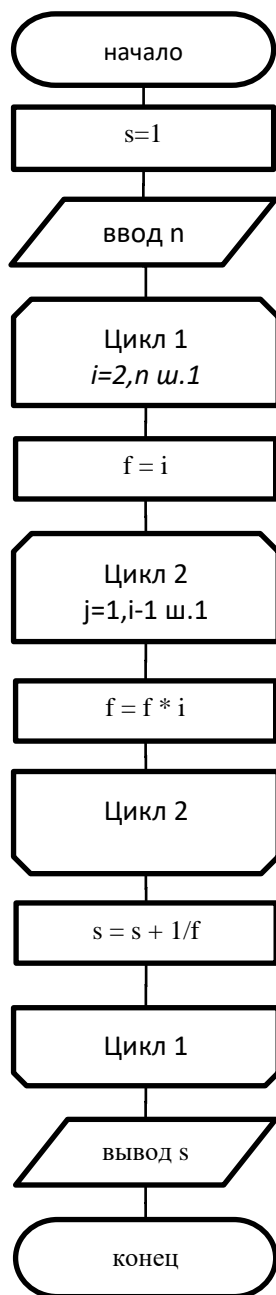 начало
s=1
ввод n
Цикл 1
i=2,n ш.1
f = i
Цикл 2
j=1,i-1 ш.1
f = f * i
Цикл 2
s = s + 1/f
Цикл 1
вывод s
конец